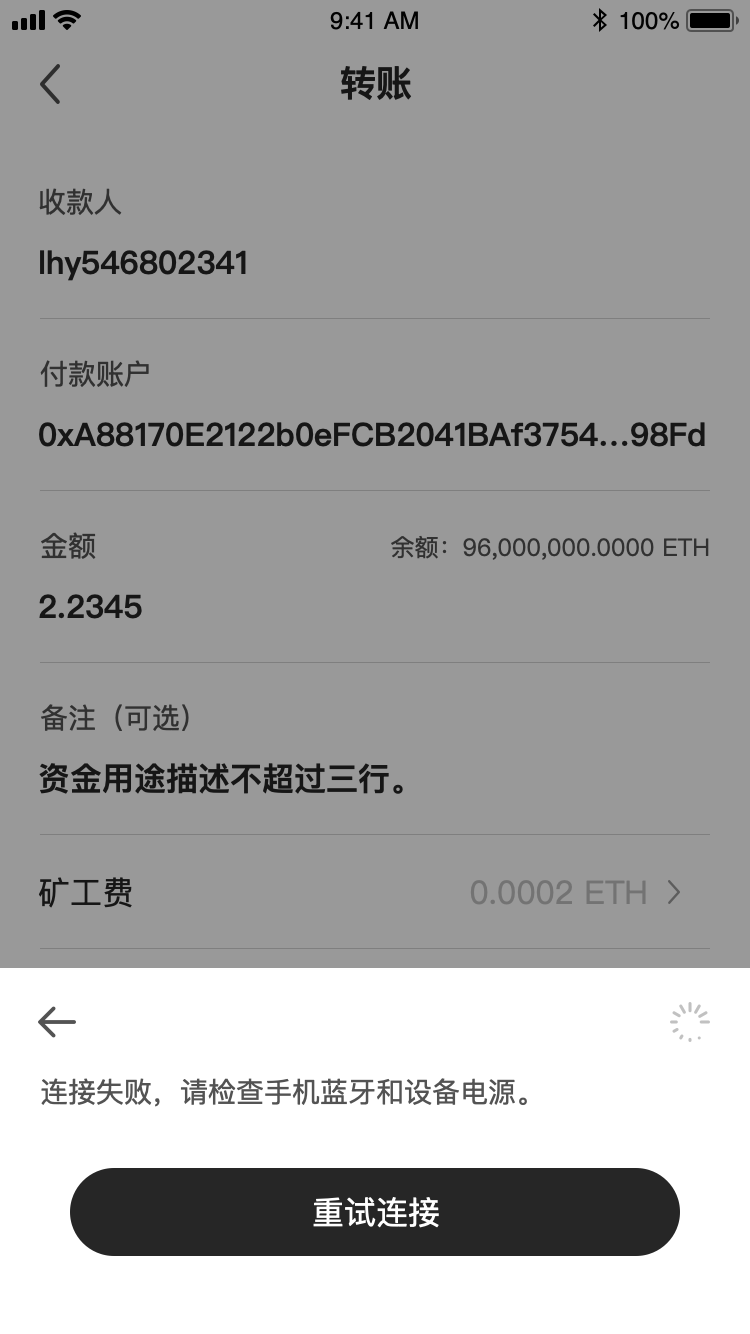 9:41 AM 100%
转账
收款人
lhy546802341
付款账户
0xA88170E2122b0eFCB2041BAf3754...98Fd
金额 余额：96,000,000.0000 ETH
2.2345
备注（可选）
资金用途描述不超过三行。
矿工费 0.0002 ETH
连接失败，请检查手机蓝牙和设备电源。
重试连接